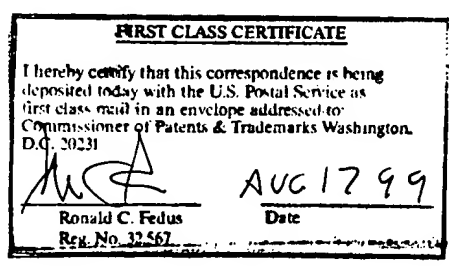 FIRST CLASS CERTIFICATE
I hereby certify that this correspondence is being
deposited today with the U.S. Postal Service as
first class mail in an envelope addressed to:
Commissioner of Patents & Trademarks Washington,
D.C. 20231
AUG 17 99
Ronald C. Fedus Date
Reg. No. 32,567